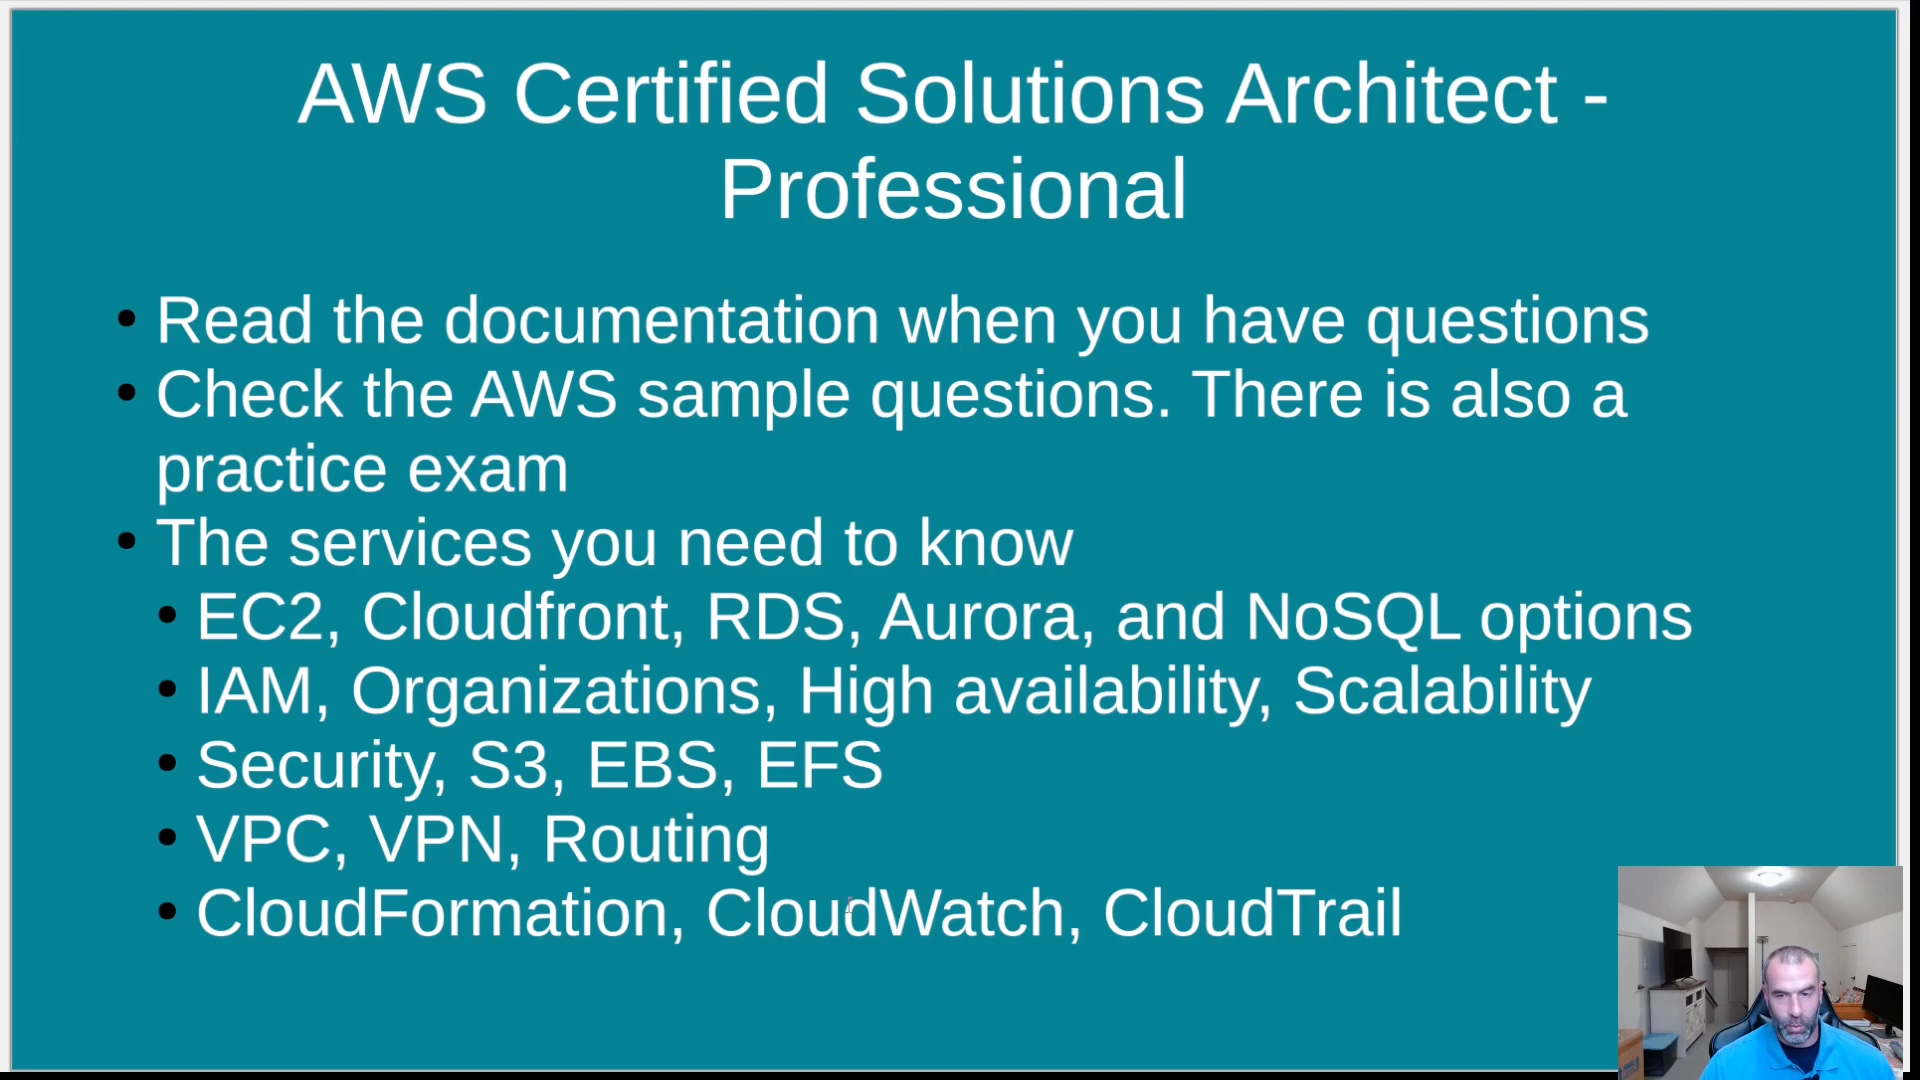 AWS Certified Solutions Architect -
Professional
Read the documentation when you have questions
Check the AWS sample questions. There is also a
practice exam
The services you need to know
EC2, Cloudfront, RDS, Aurora, and NoSQL options
IAM, Organizations, High availability, Scalability
Security, S3, EBS, EFS
VPC, VPN, Routing
CloudFormation, CloudWatch, CloudTrail